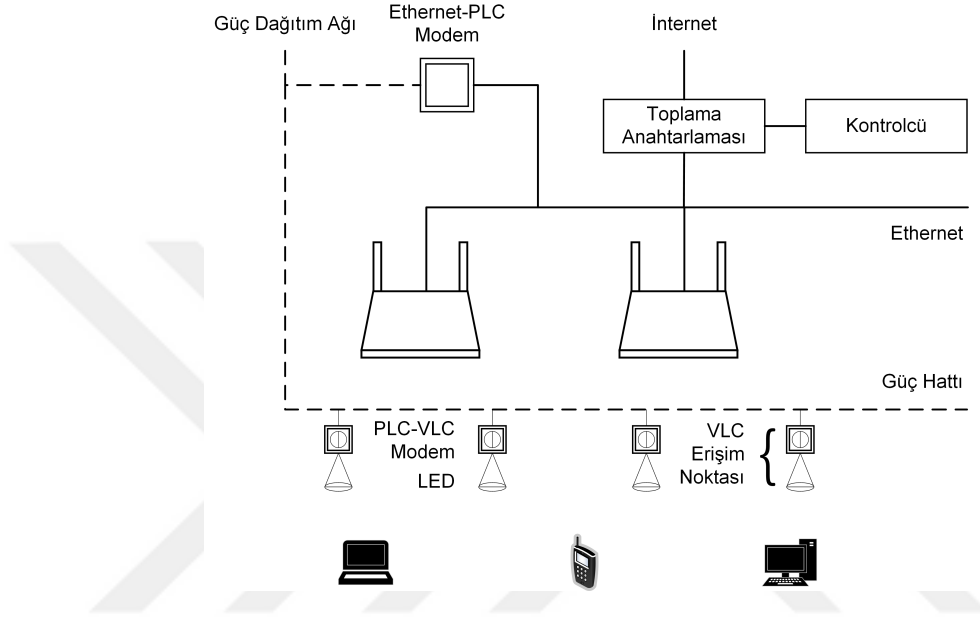 Güç Dağıtım Ağı
Ethernet-PLC
Modem
İnternet
Toplama
Anahtarlaması
Kontrolcü
Ethernet
Güç Hattı
PLC-VLC
Modem
LED
VLC
Erişim
Noktası